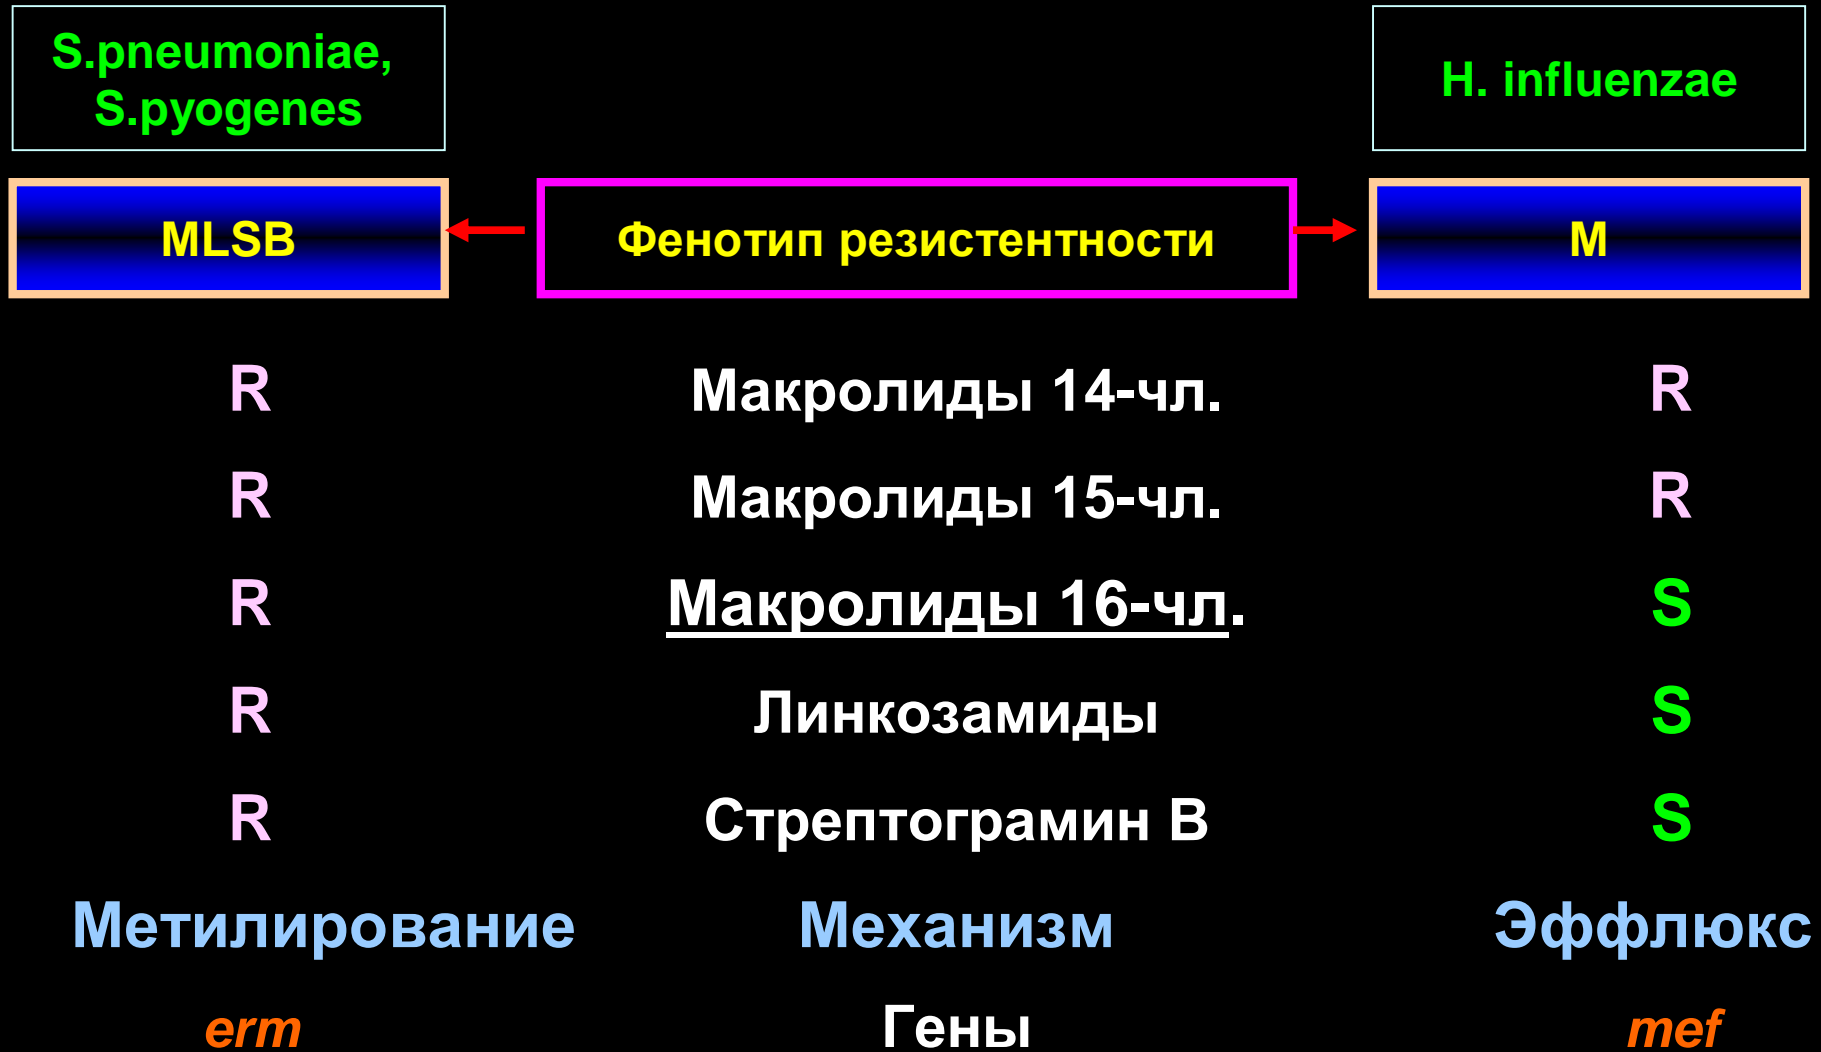 S.pneumoniae,
S.pyogenes
H. influenzae
MLSB
Фенотип резистентности
M
R Макролиды 14-чл. R
R Макролиды 15-чл. R
R Макролиды 16-чл. S
R Линкозамиды S
R Стрептограмин В S
Метилирование Механизм Эффлюкс
erm Гены mef